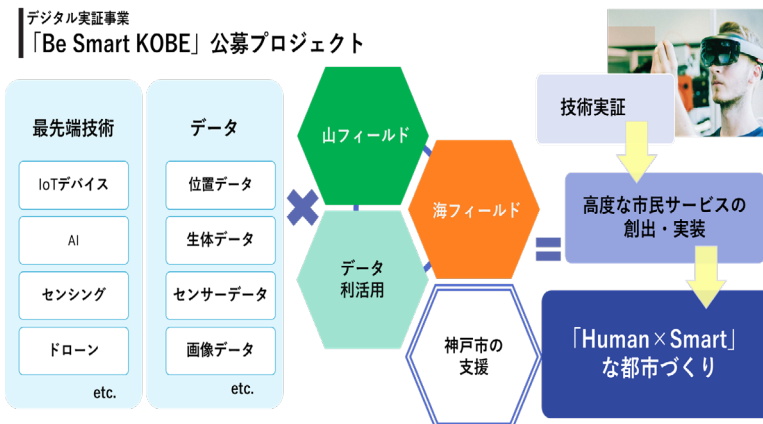 デジタル実証事業
「Be Smart KOBE」公募プロジェクト
最先端技術
IoTデバイス
AI
センシング
ドローン
etc.
データ
位置データ
生体データ
センサーデータ
画像データ
etc.
山フィールド
海フィールド
データ
利活用
神戸市の
支援
技術実証
高度な市民サービスの
創出・実装
「Human×Smart」
な都市づくり